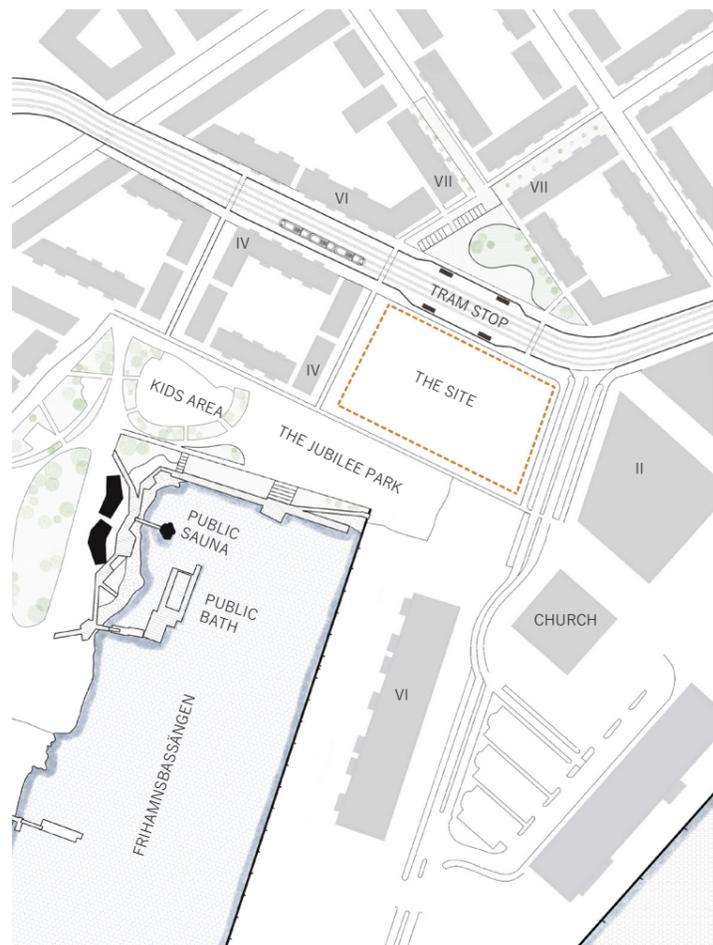 VI
VII
VII
IV
TRAM STOP
IV
THE SITE
KIDS AREA
THE JUBILEE PARK
II
PUBLIC
SAUNA
PUBLIC
BATH
CHURCH
VI
FRIHAMNSBASSÄNGEN